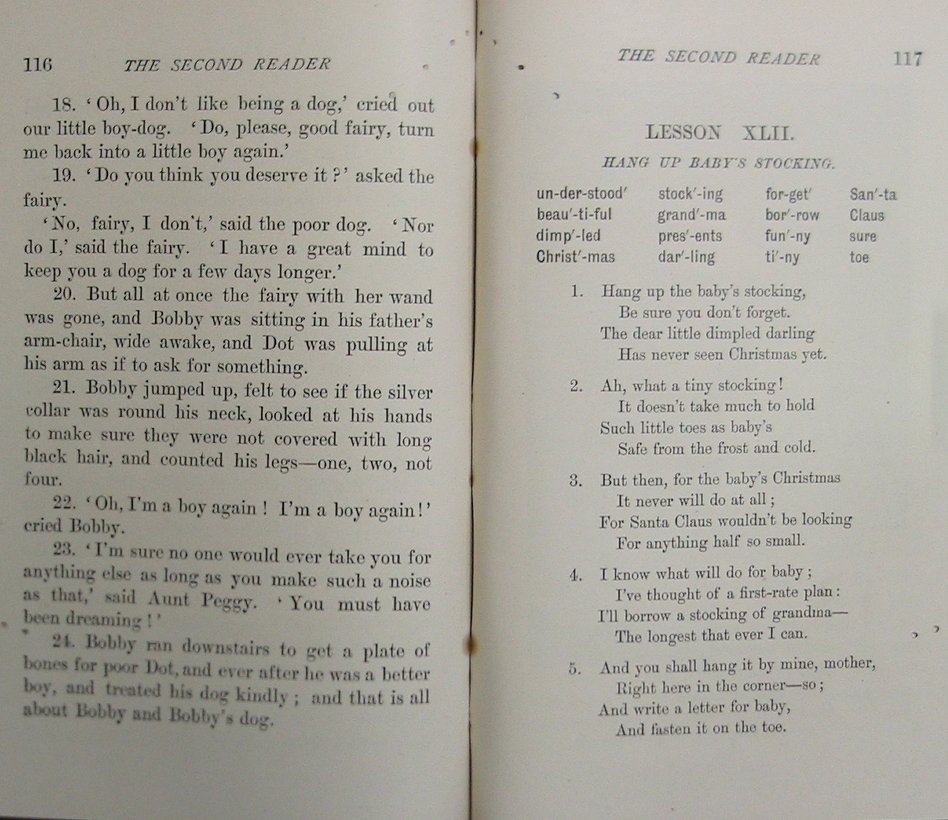 116 THE SECOND READER
18. ‘Oh, I don't like being a dog,’ cried out
our little boy-dog. ‘Do, please, good fairy, turn
me back into a little boy again.’
19. ‘Do you think you deserve it?’ asked the
fairy.
‘No, fairy, I don't,’ said the poor dog. ‘Nor
do I,’ said the fairy. ‘I have a great mind to
keep you a dog for a few days longer.’
20. But all at once the fairy with her wand
was gone, and Bobby was sitting in his father's
arm-chair, wide awake, and Dot was pulling at
his arm as if to ask for something.
21. Bobby jumped up, felt to see if the silver
collar was round his neck, looked at his hands
to make sure they were not covered with long
black hair, and counted his legs—one, two, not
four.
22. ‘Oh, I'm a boy again! I'm a boy again!’
cried Bobby.
23. ‘I'm sure no one would ever take you for
anything else as long as you make such a noise
as that,’ said Aunt Peggy. ‘You must have
been dreaming!’
24. Bobby ran downstairs to get a plate of
bones for poor Dot, and ever after he was a better
boy, and treated his dog kindly; and that is all
about Bobby and Bobby's dog.
THE SECOND READER 117
LESSON XLII.
HANG UP BABY'S STOCKING.
un-der-stood′ stock′-ing for-get′ San′-ta
beau′-ti-ful grand′-ma bor′-row Claus
dimp′-led pres′-ents fun′-ny sure
Christ′-mas dar′-ling ti′-ny toe
1. Hang up the baby's stocking,
Be sure you don't forget.
The dear little dimpled darling
Has never seen Christmas yet.
2. Ah, what a tiny stocking!
It doesn't take much to hold
Such little toes as baby's
Safe from the frost and cold.
3. But then, for the baby's Christmas
It never will do at all;
For Santa Claus wouldn't be looking
For anything half so small.
4. I know what will do for baby;
I've thought of a first-rate plan:
I'll borrow a stocking of grandma—
The longest that ever I can.
5. And you shall hang it by mine, mother,
Right here in the corner—so;
And write a letter for baby,
And fasten it on the toe.